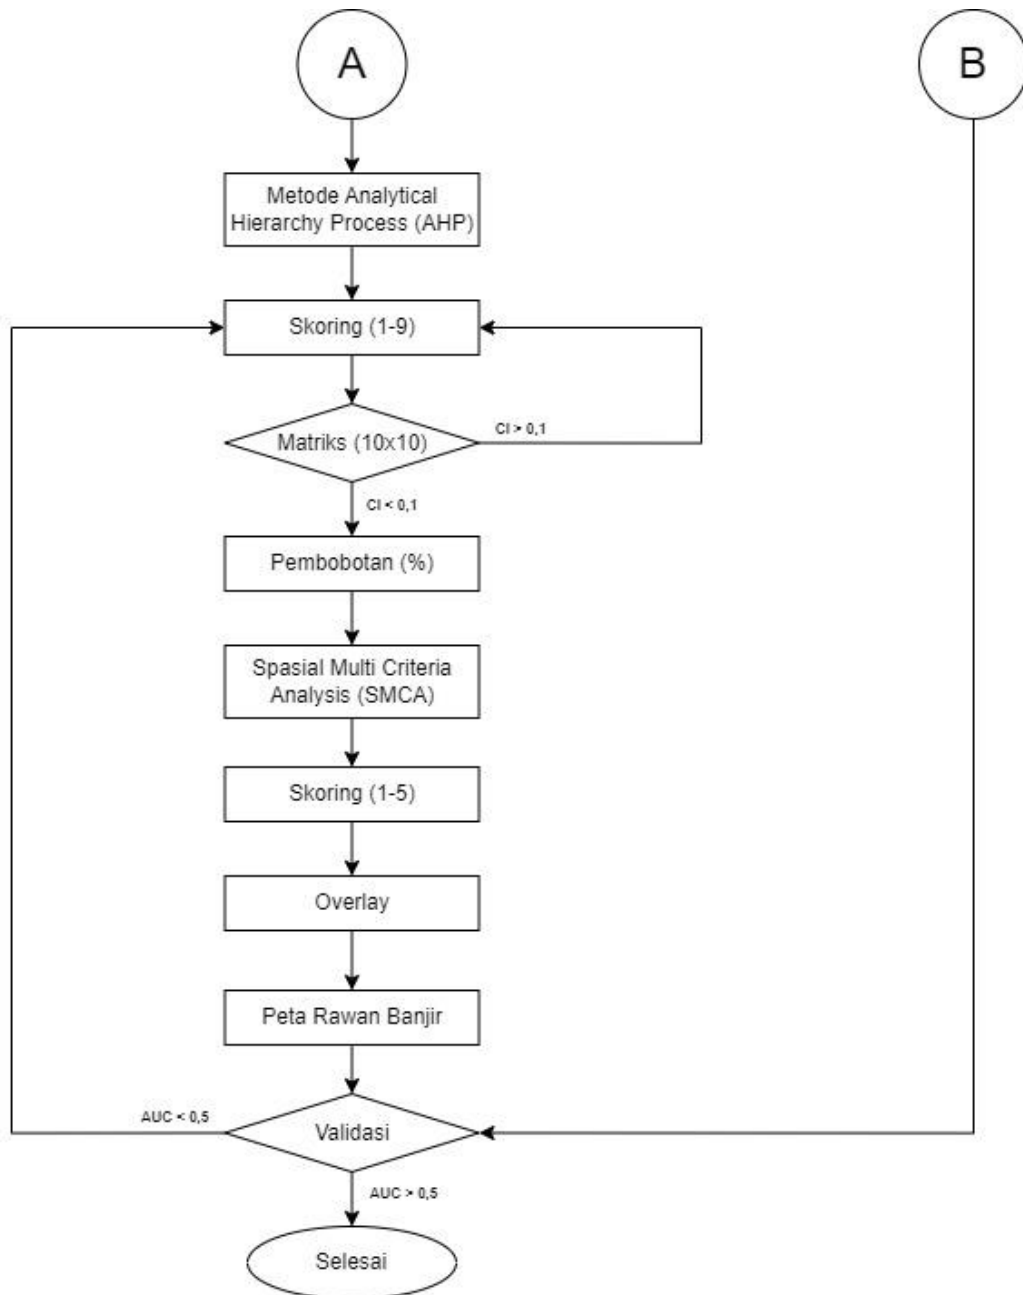 A
B
Metode Analytical
Hierarchy Process (AHP)
Skoring (1-9)
Matriks (10x10)
CI > 0,1
CI < 0,1
Pembobotan (%)
Spasial Multi Criteria
Analysis (SMCA)
Skoring (1-5)
Overlay
Peta Rawan Banjir
AUC < 0,5
Validasi
AUC > 0,5
Selesai